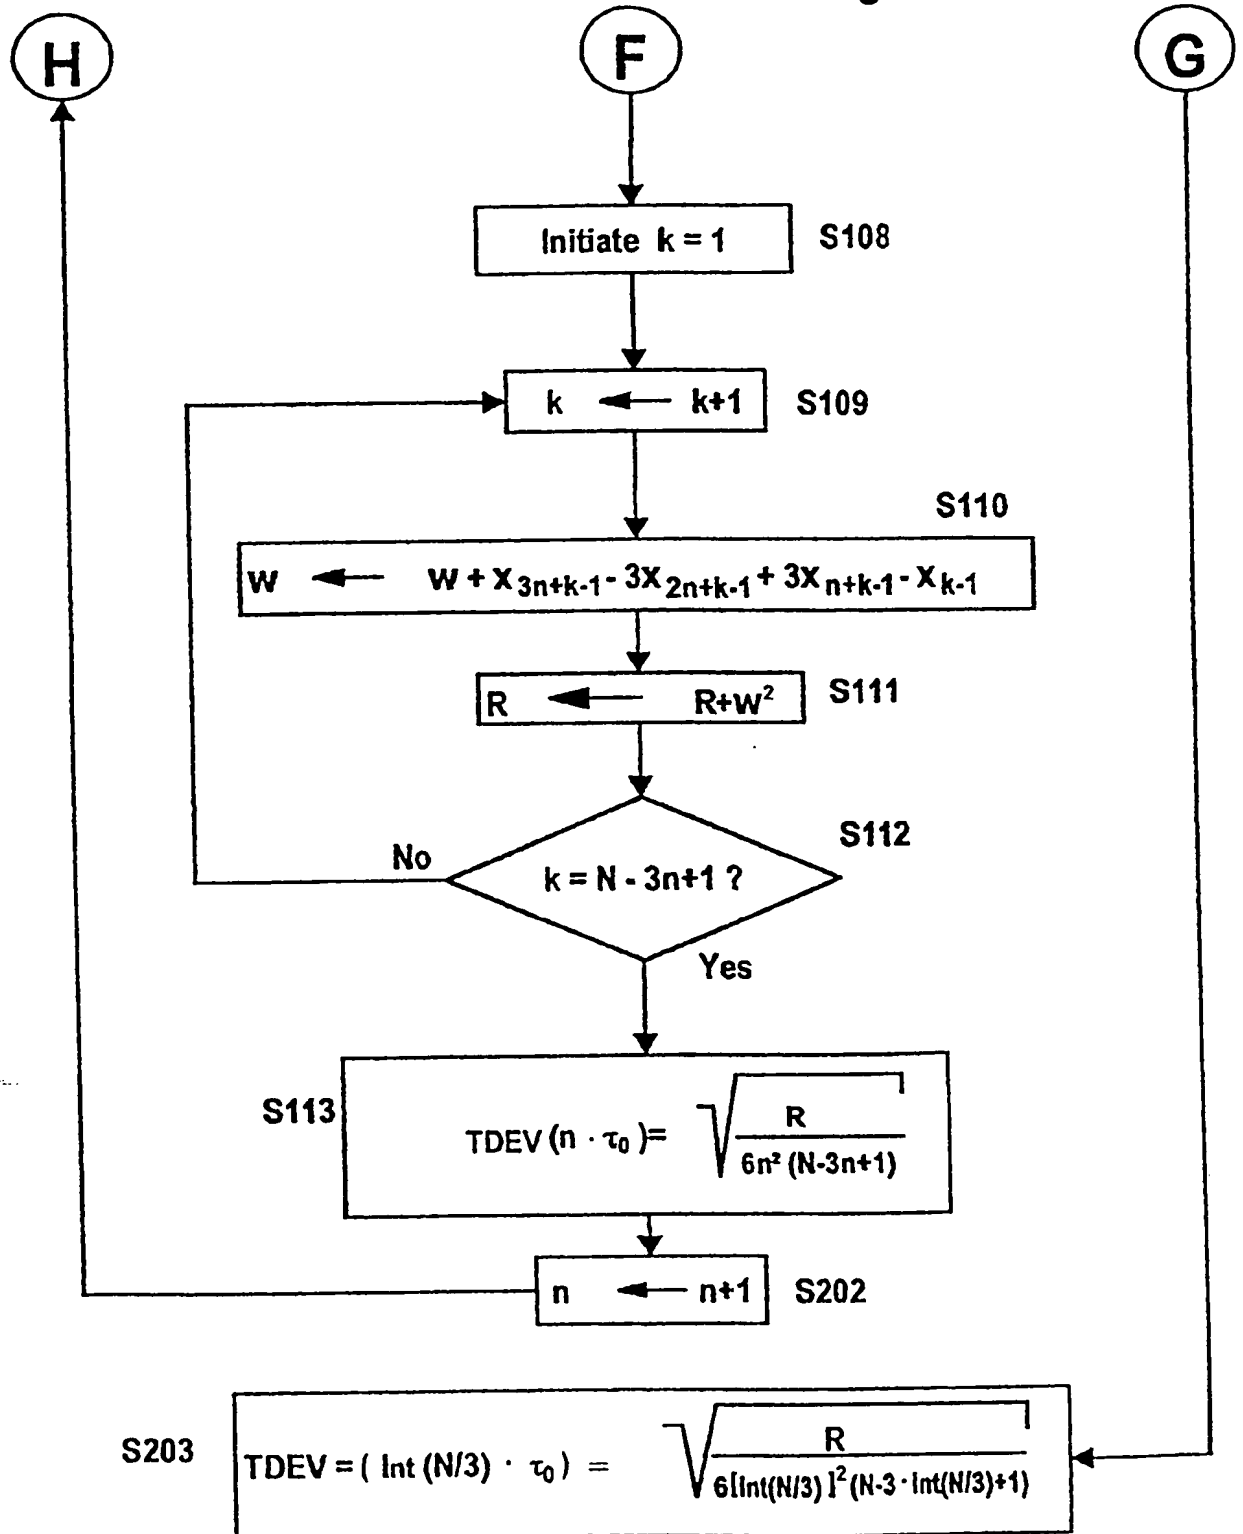 H F G
Initiate k = 1 S108
k ← k+1 S109
S110
w ← w + x3n+k-1 - 3x2n+k-1 + 3xn+k-1 - xk-1
R ← R+w² S111
S112
No k = N - 3n+1 ?
Yes
S113 TDEV (n · τ0) = √ R / 6n² (N-3n+1)
n ← n+1 S202
S203 TDEV = ( Int (N/3) · τ0 ) = √ R / 6[Int(N/3)]² (N-3 · Int(N/3)+1)